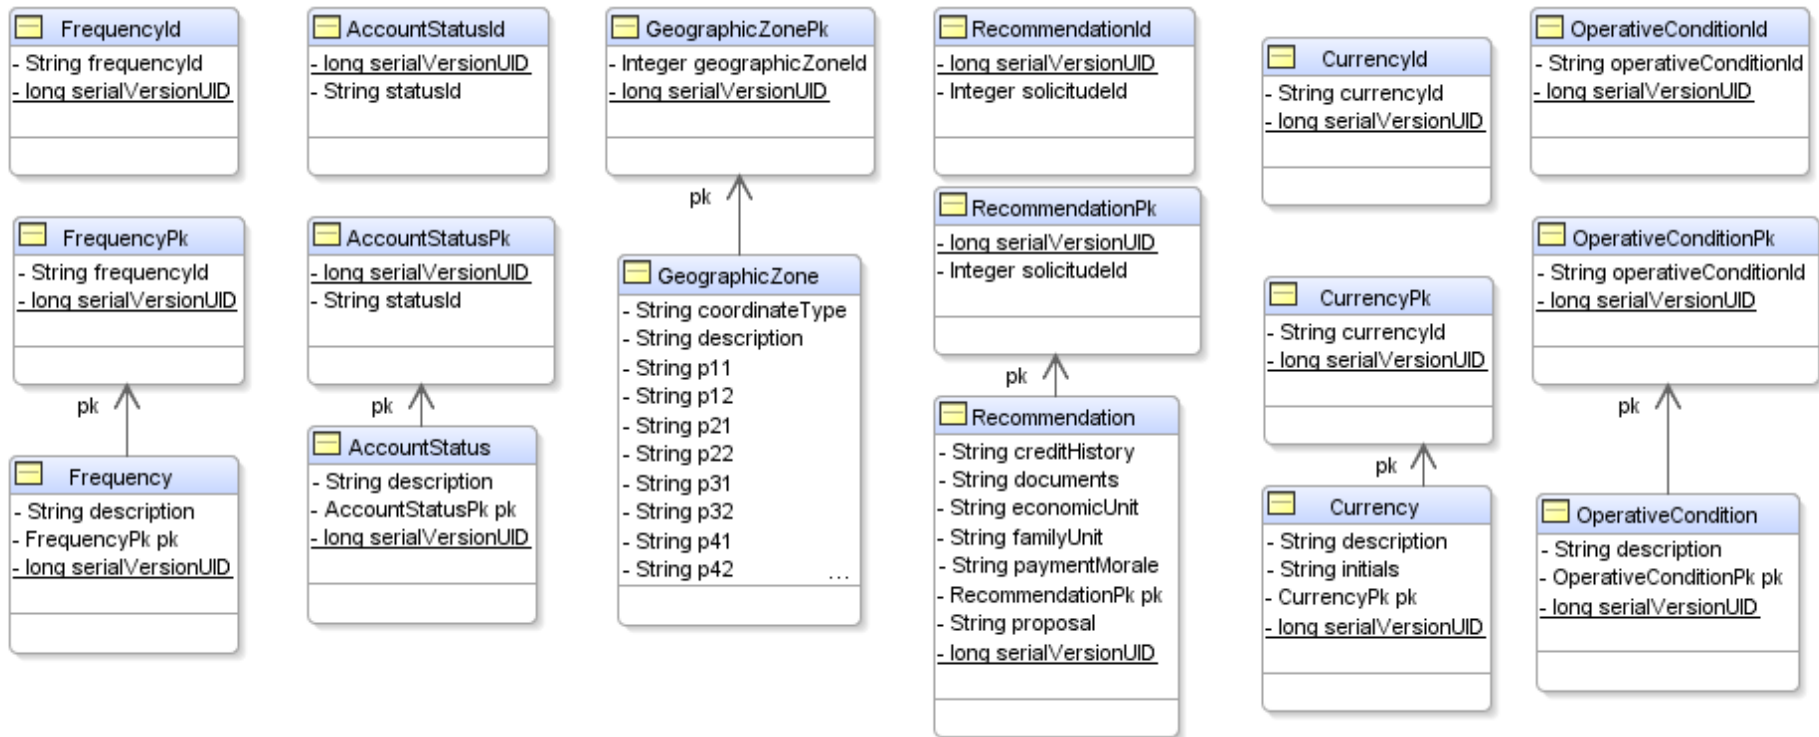 FrequencyId
- String frequencyId
- long serialVersionUID
AccountStatusId
- long serialVersionUID
- String statusId
GeographicZonePk
- Integer geographicZoneId
- long serialVersionUID
RecommendationId
- long serialVersionUID
- Integer solicitudeId
CurrencyId
- String currencyId
- long serialVersionUID
OperativeConditionId
- String operativeConditionId
- long serialVersionUID
FrequencyPk
- String frequencyId
- long serialVersionUID
AccountStatusPk
- long serialVersionUID
- String statusId
pk
GeographicZone
- String coordinateType
- String description
- String p11
- String p12
- String p21
- String p22
- String p31
- String p32
- String p41
- String p42 ...
RecommendationPk
- long serialVersionUID
- Integer solicitudeId
CurrencyPk
- String currencyId
- long serialVersionUID
OperativeConditionPk
- String operativeConditionId
- long serialVersionUID
pk
Frequency
- String description
- FrequencyPk pk
- long serialVersionUID
pk
AccountStatus
- String description
- AccountStatusPk pk
- long serialVersionUID
pk
Recommendation
- String creditHistory
- String documents
- String economicUnit
- String familyUnit
- String paymentMorale
- RecommendationPk pk
- String proposal
- long serialVersionUID
pk
Currency
- String description
- String initials
- CurrencyPk pk
- long serialVersionUID
pk
OperativeCondition
- String description
- OperativeConditionPk pk
- long serialVersionUID